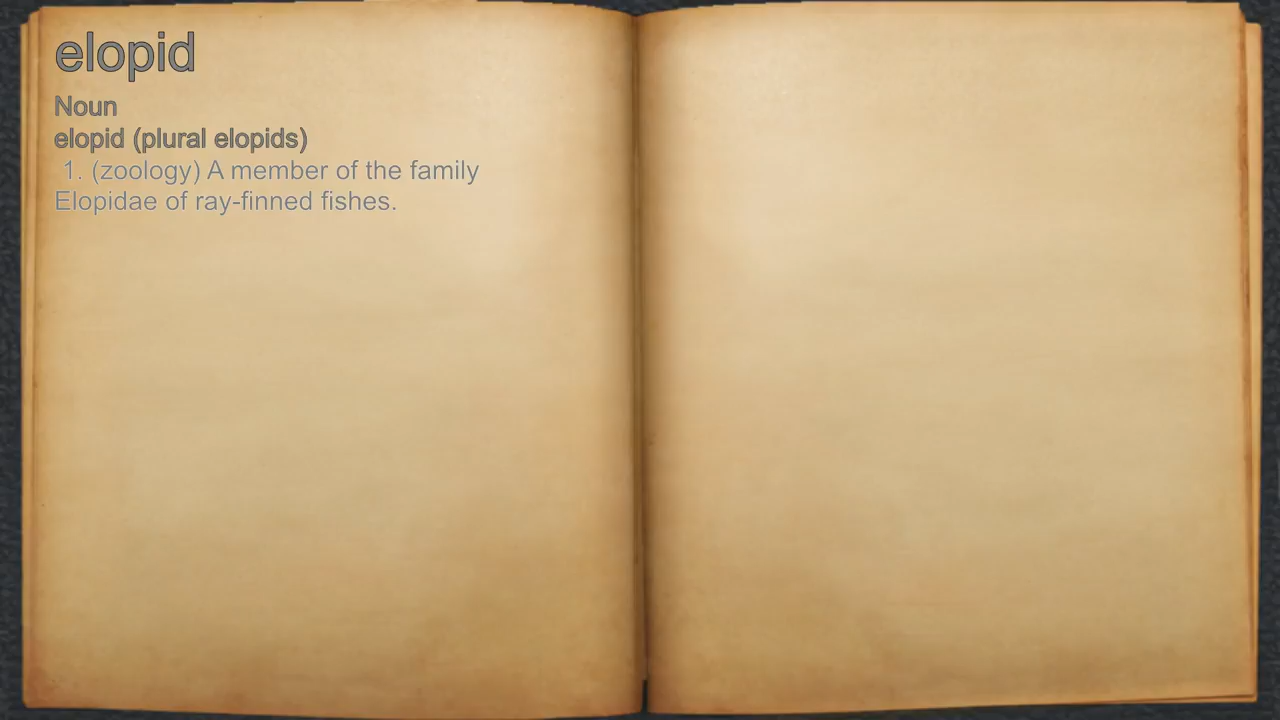 elopid
Noun
elopid (plural elopids)
1. (zoology) A member of the family
Elopidae of ray-finned fishes.